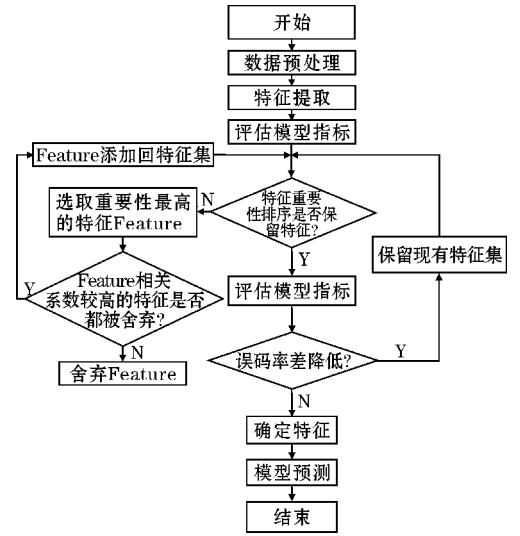 开始
数据预处理
特征提取
评估模型指标
Feature添加回特征集
特征重要
性排序是否保
留特征?
N
选取重要性最高
的特征Feature
Y
保留现有特征集
Feature相关
系数较高的特征是否
都被舍弃?
Y
评估模型指标
N
舍弃Feature
误码率差降低?
Y
N
确定特征
模型预测
结束